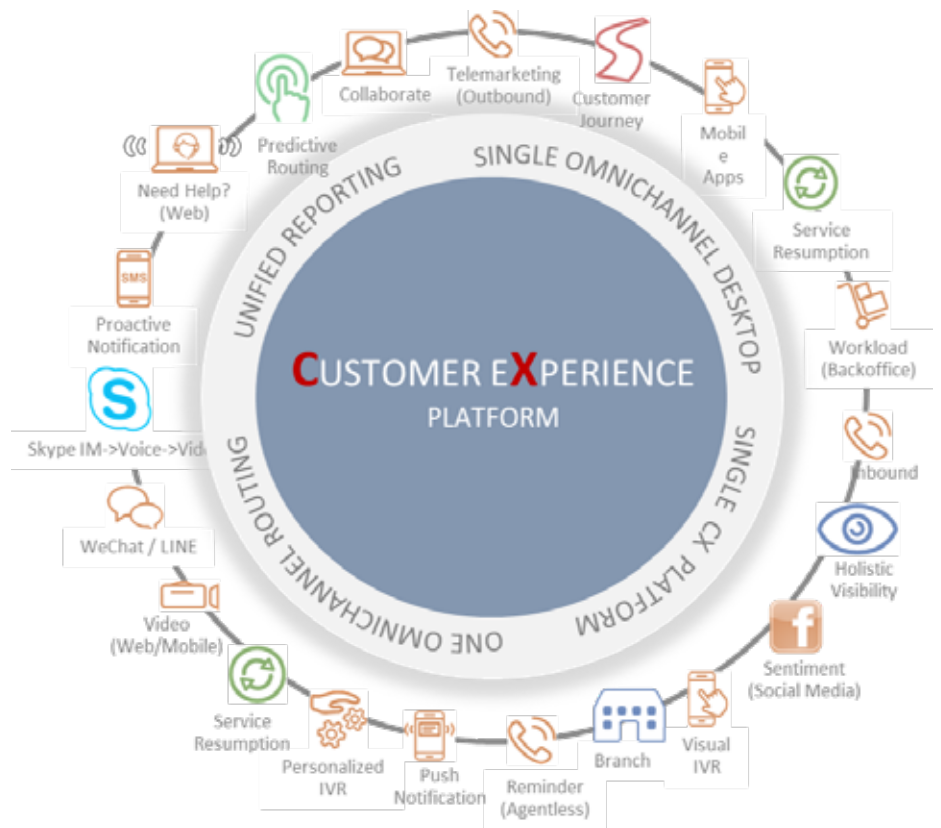 Telemarketing
(Outbound)
Customer
Journey
Mobil
e
Apps
Service
Resumption
Workload
(Backoffice)
Inbound
Holistic
Visibility
f
Sentiment
(Social Media)
Visual
IVR
Branch
Reminder
(Agentless)
Push
Notification
Personalized
IVR
Service
Resumption
Video
(Web/Mobile)
WeChat / LINE
S
Skype IM->Voice->Vid
SMS
Proactive
Notification
Need Help?
(Web)
Predictive
Routing
Collaborate
UNIFIED REPORTING
SINGLE OMNICHANNEL DESKTOP
SINGLE CX PLATFORM
ONE OMNICHANNEL ROUTING
CUSTOMER EXPERIENCE
PLATFORM